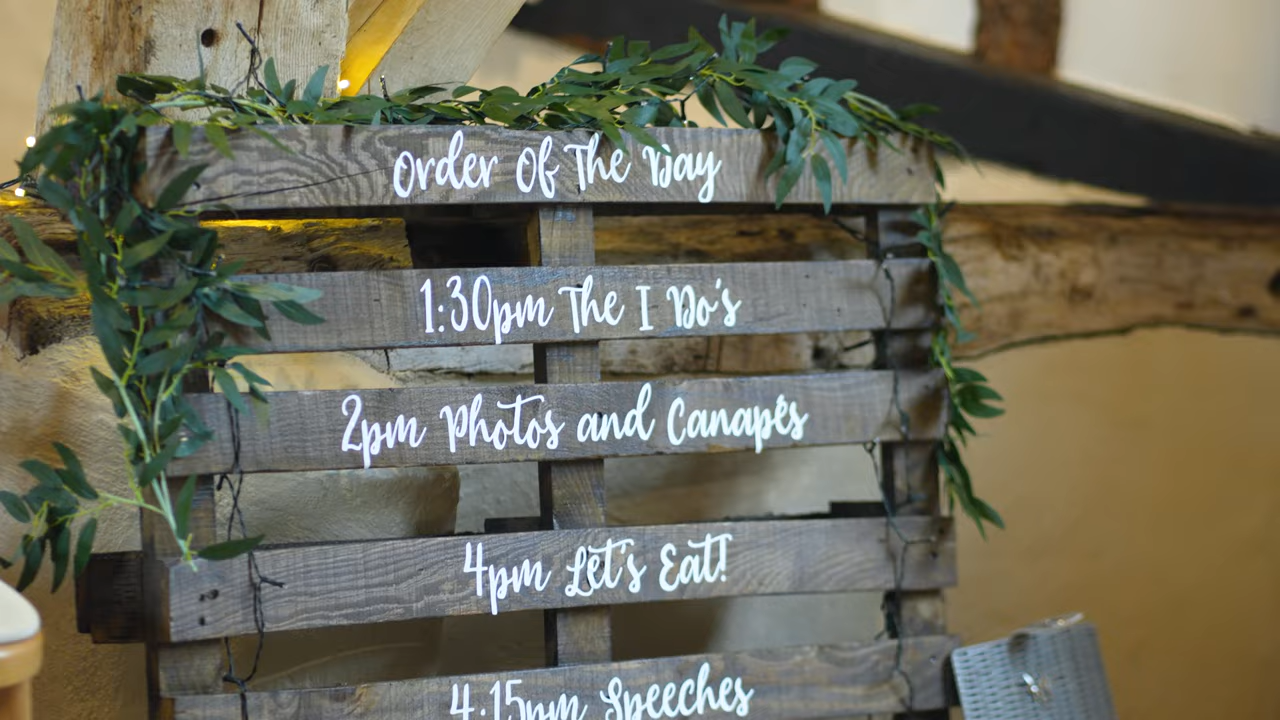 Order Of The Day
1:30pm The I Do's
2pm Photos and Canapés
4pm Let's Eat!
4.15pm Speeches